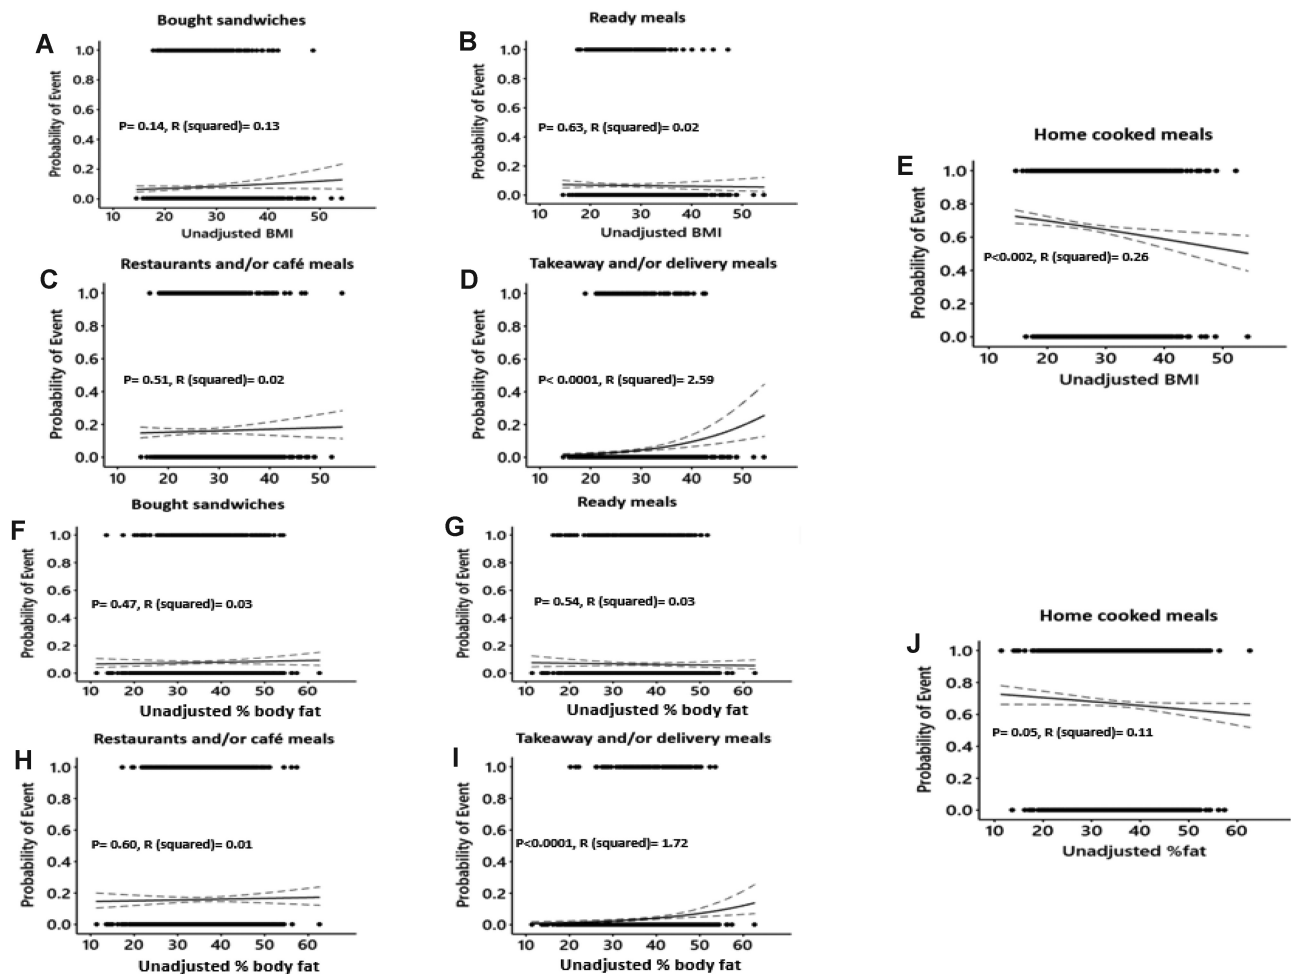 Bought sandwiches
A
Probability of Event
1.0
0.8
0.6
0.4
0.2
0.0
P= 0.14, R (squared)= 0.13
10 20 30 40 50
Unadjusted BMI
Ready meals
B
Probability of Event
1.0
0.8
0.6
0.4
0.2
0.0
P= 0.63, R (squared)= 0.02
10 20 30 40 50
Unadjusted BMI
Restaurants and/or café meals
C
Probability of Event
1.0
0.8
0.6
0.4
0.2
0.0
P= 0.51, R (squared)= 0.02
10 20 30 40 50
Takeaway and/or delivery meals
D
Probability of Event
1.0
0.8
0.6
0.4
0.2
0.0
P< 0.0001, R (squared)= 2.59
10 20 30 40 50
Home cooked meals
E
Probability of Event
1.0
0.8
0.6
0.4
0.2
0.0
P<0.002, R (squared)= 0.26
10 20 30 40 50
Unadjusted BMI
Bought sandwiches
F
Probability of Event
1.0
0.8
0.6
0.4
0.2
0.0
P= 0.47, R (squared)= 0.03
10 20 30 40 50 60
Unadjusted % body fat
Ready meals
G
Probability of Event
1.0
0.8
0.6
0.4
0.2
0.0
P= 0.54, R (squared)= 0.03
10 20 30 40 50 60
Unadjusted % body fat
Restaurants and/or café meals
H
Probability of Event
1.0
0.8
0.6
0.4
0.2
0.0
P= 0.60, R (squared)= 0.01
10 20 30 40 50 60
Unadjusted % body fat
Takeaway and/or delivery meals
I
Probability of Event
1.0
0.8
0.6
0.4
0.2
0.0
P<0.0001, R (squared)= 1.72
10 20 30 40 50 60
Unadjusted % body fat
Home cooked meals
J
Probability of Event
1.0
0.8
0.6
0.4
0.2
0.0
P= 0.05, R (squared)= 0.11
10 20 30 40 50 60
Unadjusted %fat